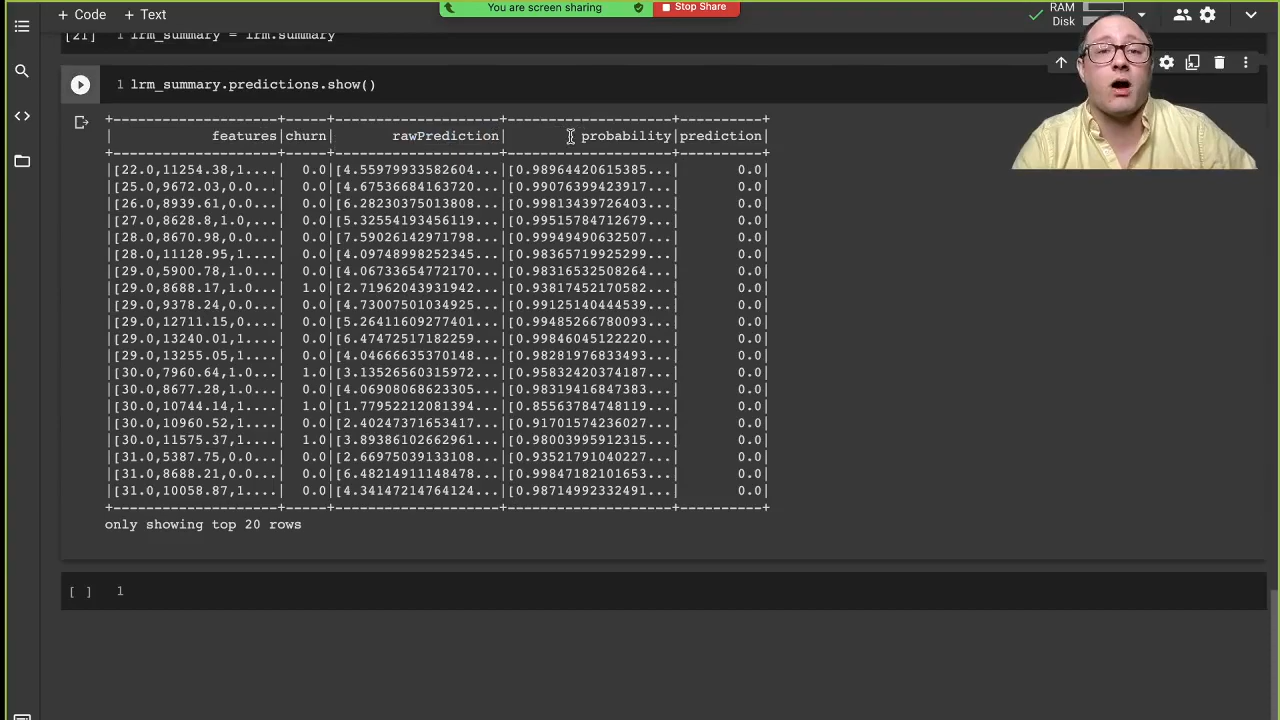 + Code + Text
You are screen sharing
Stop Share
RAM
Disk
[21] 1 lrm_summary = lrm.summary
1 lrm_summary.predictions.show()
+--------------------+-----+--------------------+--------------------+----------+
|            features|churn|       rawPrediction|         probability|prediction|
+--------------------+-----+--------------------+--------------------+----------+
|[22.0,11254.38,1....|  0.0|[4.55979933582604...|[0.98964420615385...|       0.0|
|[25.0,9672.03,0.0...|  0.0|[4.67536684163720...|[0.99076399423917...|       0.0|
|[26.0,8939.61,0.0...|  0.0|[6.28230375013808...|[0.99813439726403...|       0.0|
|[27.0,8628.8,1.0,...|  0.0|[5.32554193456119...|[0.99515784712679...|       0.0|
|[28.0,8670.98,0.0...|  0.0|[7.59026142971798...|[0.99949490632507...|       0.0|
|[28.0,11128.95,1....|  0.0|[4.09748998252345...|[0.98365719925299...|       0.0|
|[29.0,5900.78,1.0...|  0.0|[4.06733654772170...|[0.98316532508264...|       0.0|
|[29.0,8688.17,1.0...|  1.0|[2.71962043931942...|[0.93817452170582...|       0.0|
|[29.0,9378.24,0.0...|  0.0|[4.73007501034925...|[0.99125140444539...|       0.0|
|[29.0,12711.15,0....|  0.0|[5.26411609277401...|[0.99485266780093...|       0.0|
|[29.0,13240.01,1....|  0.0|[6.47472517182259...|[0.99846045122220...|       0.0|
|[29.0,13255.05,1....|  0.0|[4.04666635370148...|[0.98281976833493...|       0.0|
|[30.0,7960.64,1.0...|  1.0|[3.13526560315972...|[0.95832420374187...|       0.0|
|[30.0,8677.28,1.0...|  0.0|[4.06908068623305...|[0.98319416847383...|       0.0|
|[30.0,10744.14,1....|  1.0|[1.77952212081394...|[0.85563784748119...|       0.0|
|[30.0,10960.52,1....|  0.0|[2.40247371653417...|[0.91701574236027...|       0.0|
|[30.0,11575.37,1....|  1.0|[3.89386102662961...|[0.98003995912315...|       0.0|
|[31.0,5387.75,0.0...|  0.0|[2.66975039133108...|[0.93521791040227...|       0.0|
|[31.0,8688.21,0.0...|  0.0|[6.48214911148478...|[0.99847182101653...|       0.0|
|[31.0,10058.87,1....|  0.0|[4.34147214764124...|[0.98714992332491...|       0.0|
+--------------------+-----+--------------------+--------------------+----------+
only showing top 20 rows
[ ] 1